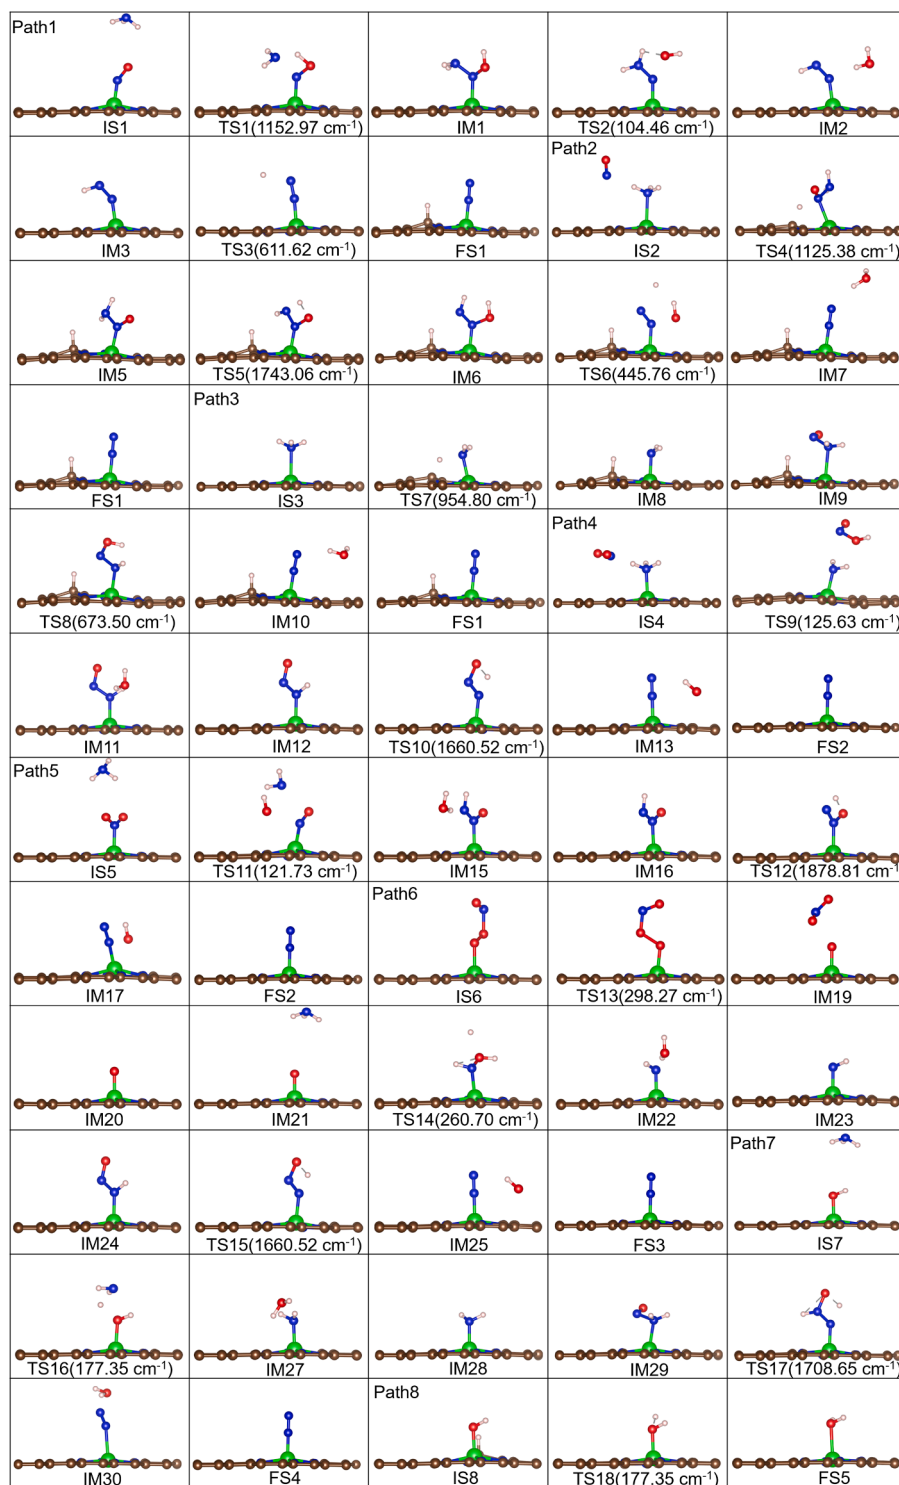 Path1
IS1
TS1(1152.97 cm-1)
IM1
TS2(104.46 cm-1)
IM2
IM3
TS3(611.62 cm-1)
FS1
Path2
IS2
TS4(1125.38 cm-1)
IM5
TS5(1743.06 cm-1)
IM6
TS6(445.76 cm-1)
IM7
FS1
Path3
IS3
TS7(954.80 cm-1)
IM8
IM9
TS8(673.50 cm-1)
IM10
FS1
Path4
IS4
TS9(125.63 cm-1)
IM11
IM12
TS10(1660.52 cm-1)
IM13
FS2
Path5
IS5
TS11(121.73 cm-1)
IM15
IM16
TS12(1878.81 cm-1)
IM17
FS2
Path6
IS6
TS13(298.27 cm-1)
IM19
IM20
IM21
TS14(260.70 cm-1)
IM22
IM23
IM24
TS15(1660.52 cm-1)
IM25
FS3
Path7
IS7
TS16(177.35 cm-1)
IM27
IM28
IM29
TS17(1708.65 cm-1)
IM30
FS4
Path8
IS8
TS18(177.35 cm-1)
FS5